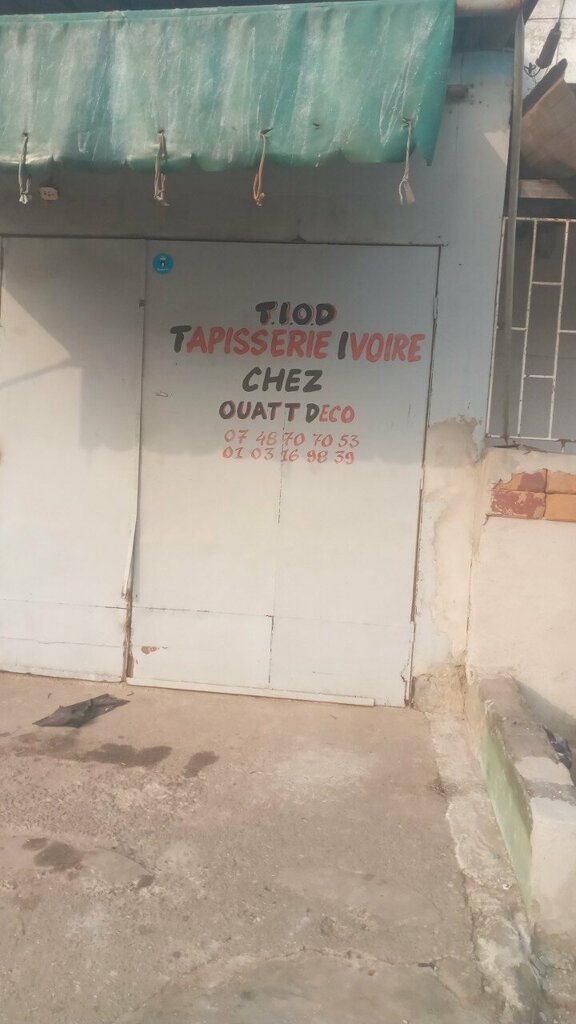 T.I.O.D
TAPISSERIE IVOIRE
CHEZ
OUATT DECO
07 48 70 70 53
01 03 16 98 39